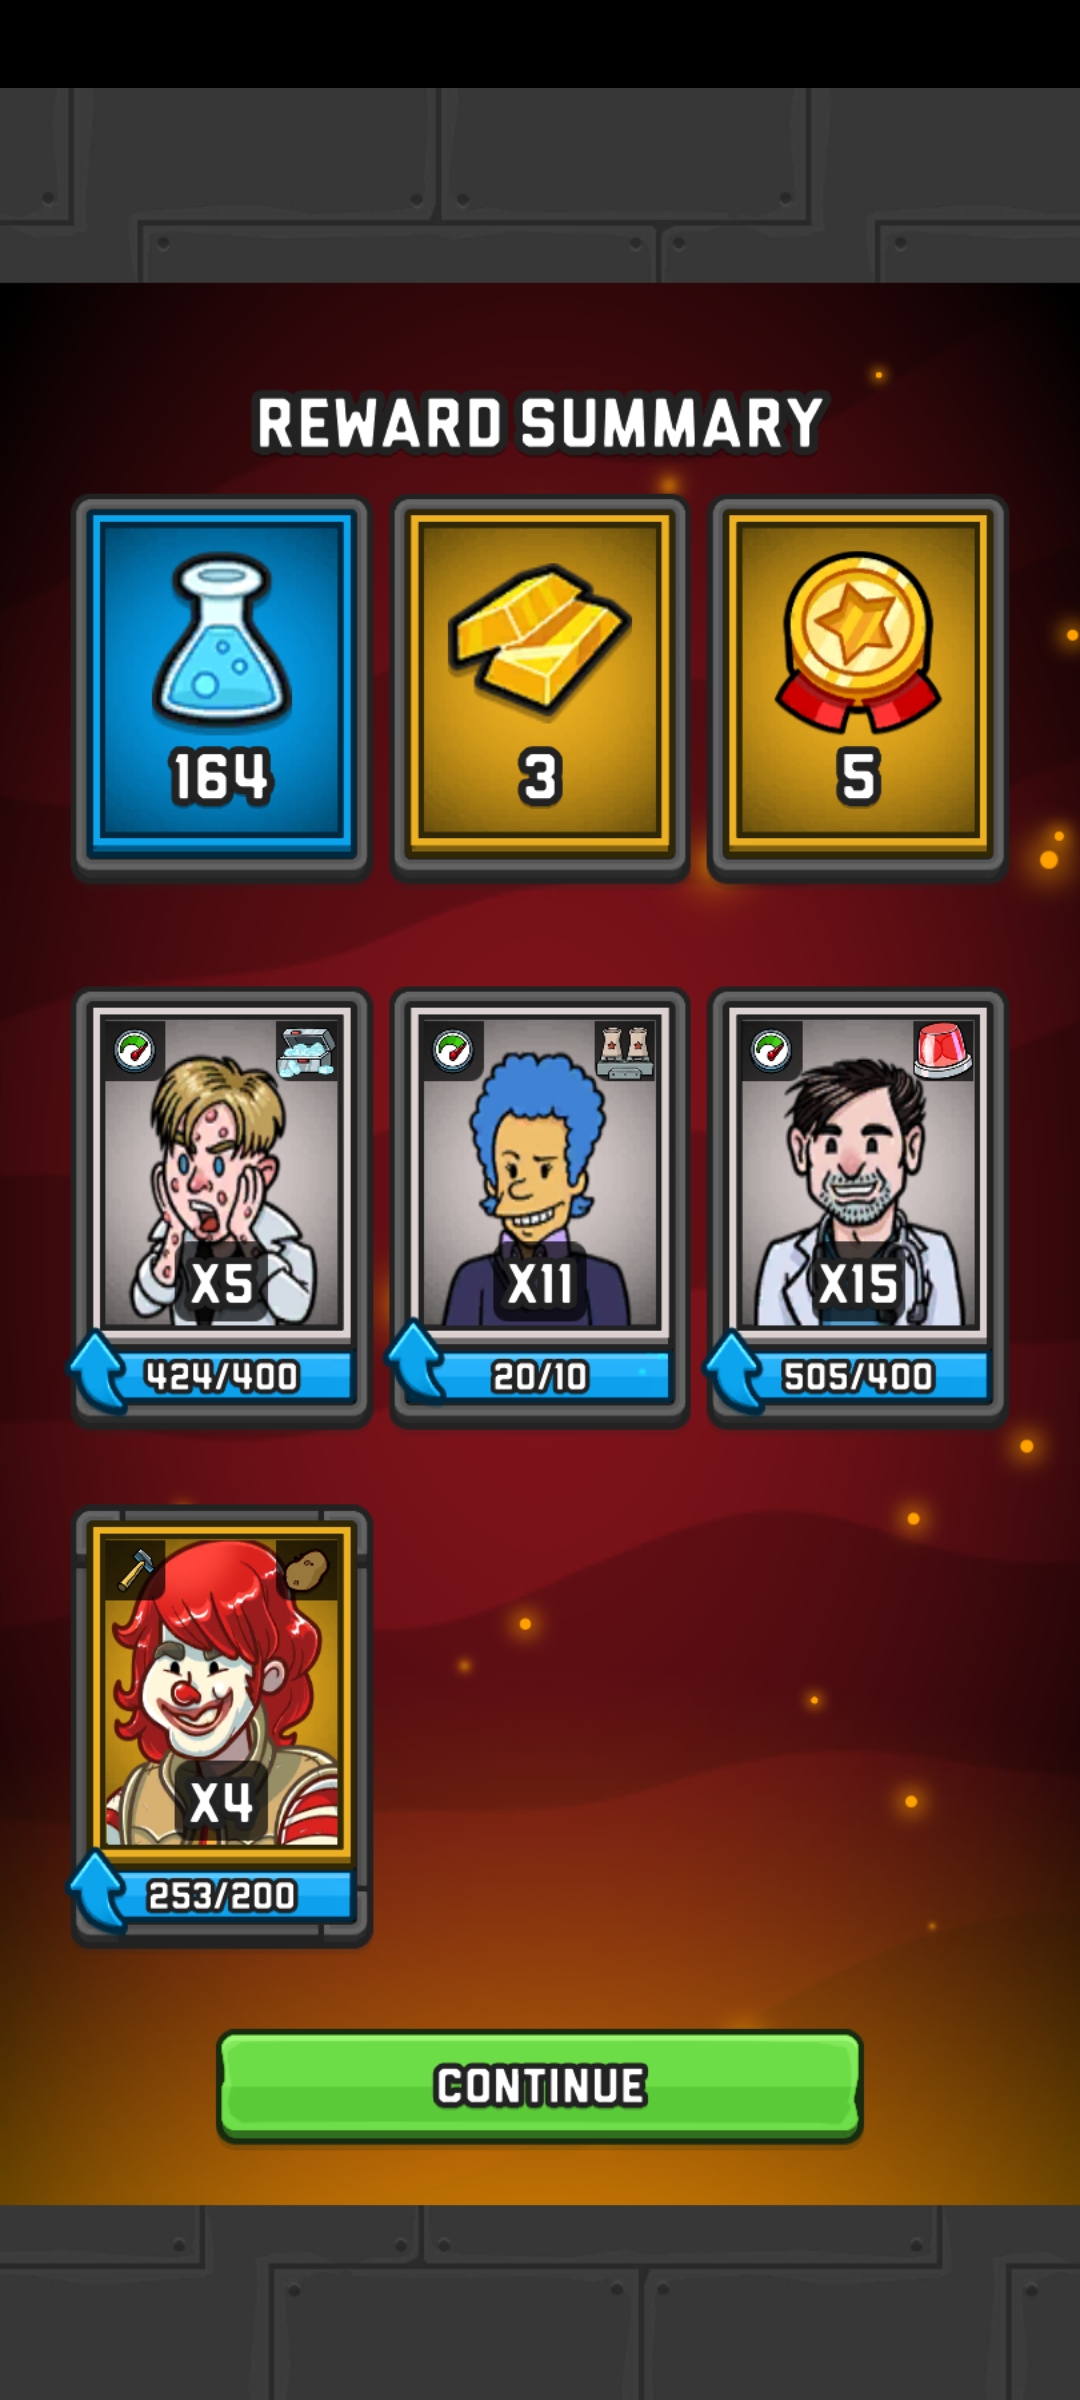 REWARD SUMMARY
164
3
5
X5
X11
X15
424/400
20/10
505/400
X4
253/200
CONTINUE